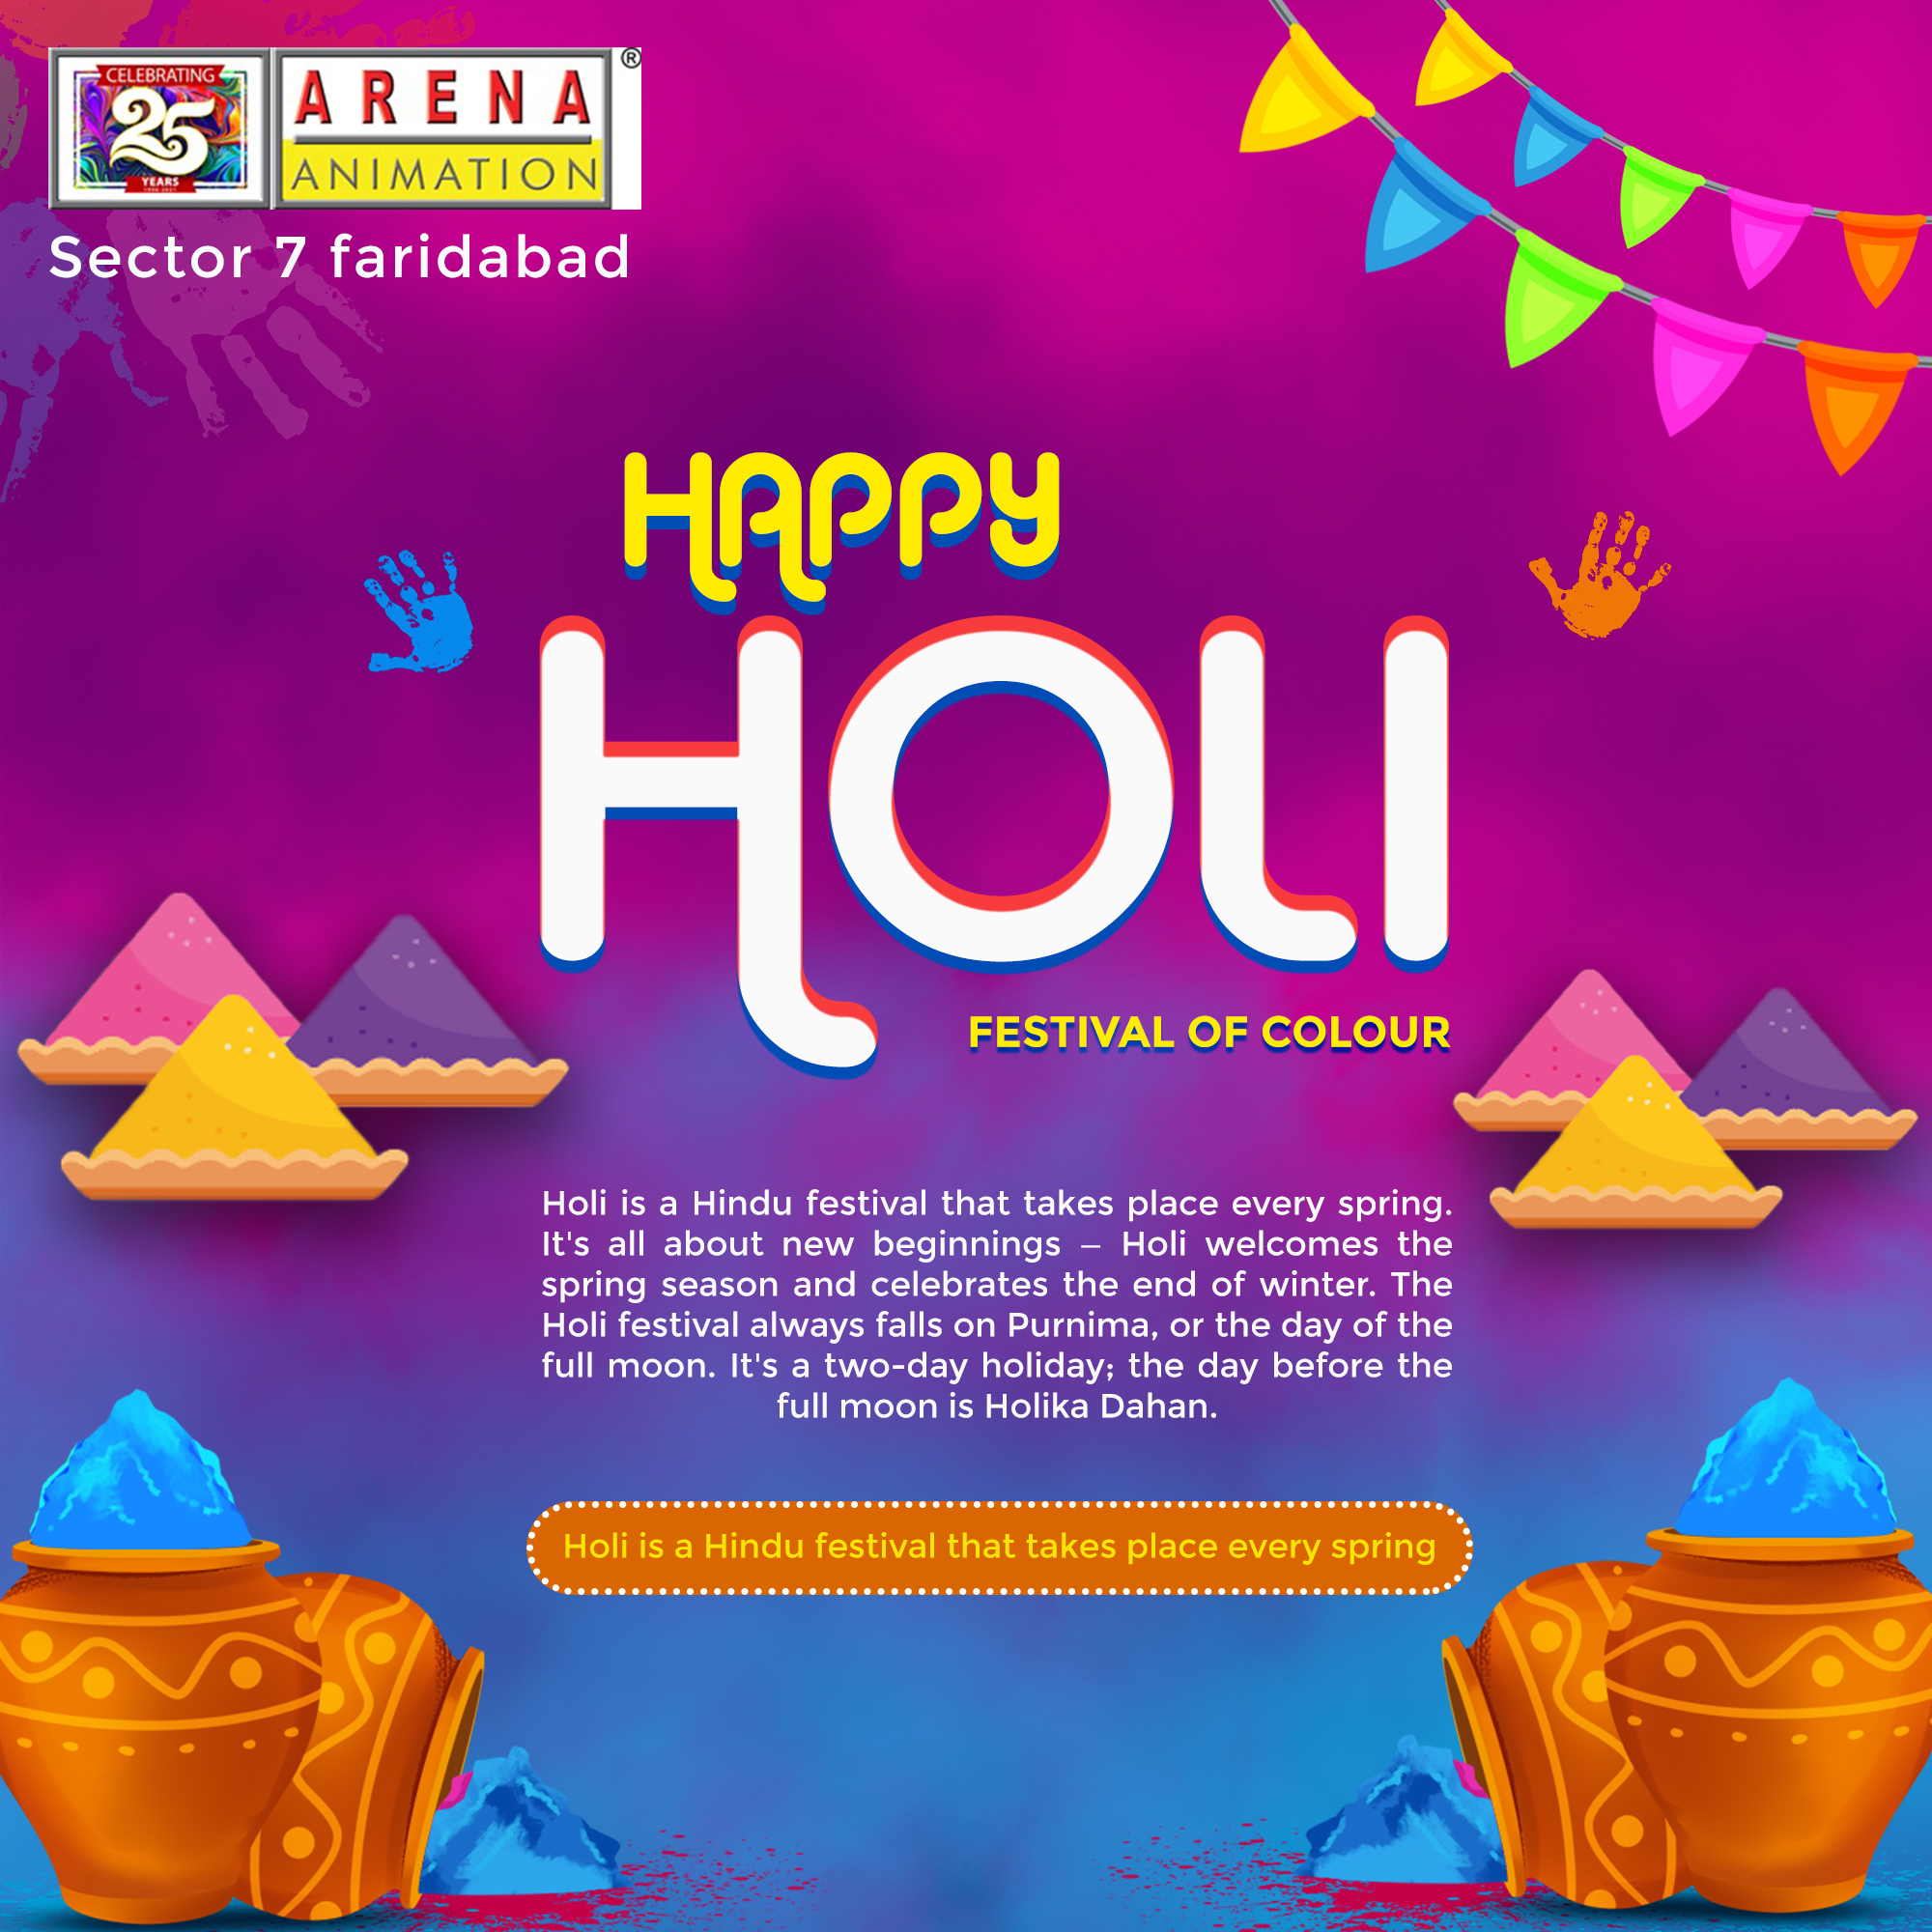 CELEBRATING
25
YEARS
ARENA
ANIMATION
®
Sector 7 faridabad
HAPPY
HOLI
FESTIVAL OF COLOUR
Holi is a Hindu festival that takes place every spring.
It's all about new beginnings – Holi welcomes the
spring season and celebrates the end of winter. The
Holi festival always falls on Purnima, or the day of the
full moon. It's a two-day holiday; the day before the
full moon is Holika Dahan.
Holi is a Hindu festival that takes place every spring